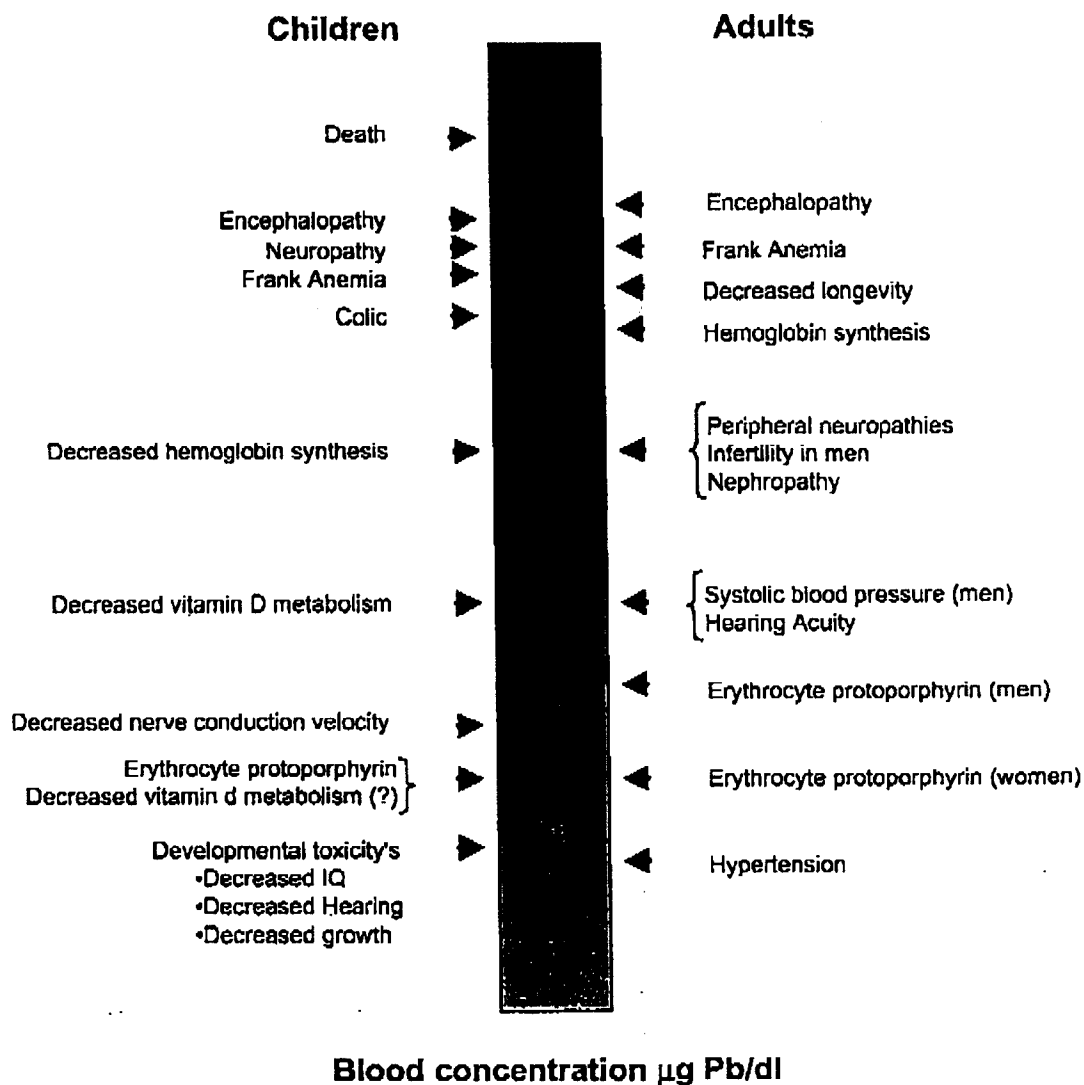 Children
Adults
Death
Encephalopathy
Neuropathy
Frank Anemia
Colic
Decreased hemoglobin synthesis
Decreased vitamin D metabolism
Decreased nerve conduction velocity
Erythrocyte protoporphyrin
Decreased vitamin d metabolism (?)
Developmental toxicity's
•Decreased IQ
•Decreased Hearing
•Decreased growth
Encephalopathy
Frank Anemia
Decreased longevity
Hemoglobin synthesis
Peripheral neuropathies
Infertility in men
Nephropathy
Systolic blood pressure (men)
Hearing Acuity
Erythrocyte protoporphyrin (men)
Erythrocyte protoporphyrin (women)
Hypertension
Blood concentration µg Pb/dl